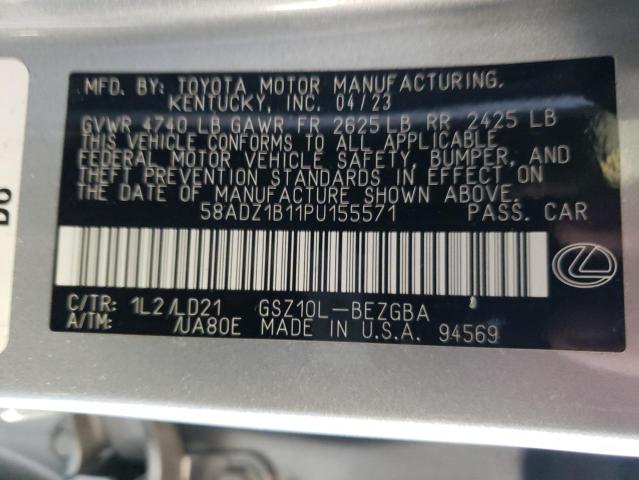 MFD. BY: TOYOTA MOTOR MANUFACTURING.
KENTUCKY, INC. 04/23
GVWR 4740 LB GAWR FR 2625 LB RR 2425 LB
THIS VEHICLE CONFORMS TO ALL APPLICABLE
FEDERAL MOTOR VEHICLE SAFETY, BUMPER, AND
THEFT PREVENTION STANDARDS IN EFFECT ON
THE DATE OF MANUFACTURE SHOWN ABOVE.
58ADZ1B11PU155571 PASS. CAR
C/TR: 1L2/LD21 GSZ10L-BEZGBA
A/TM: /UA80E MADE IN U.S.A. 94569